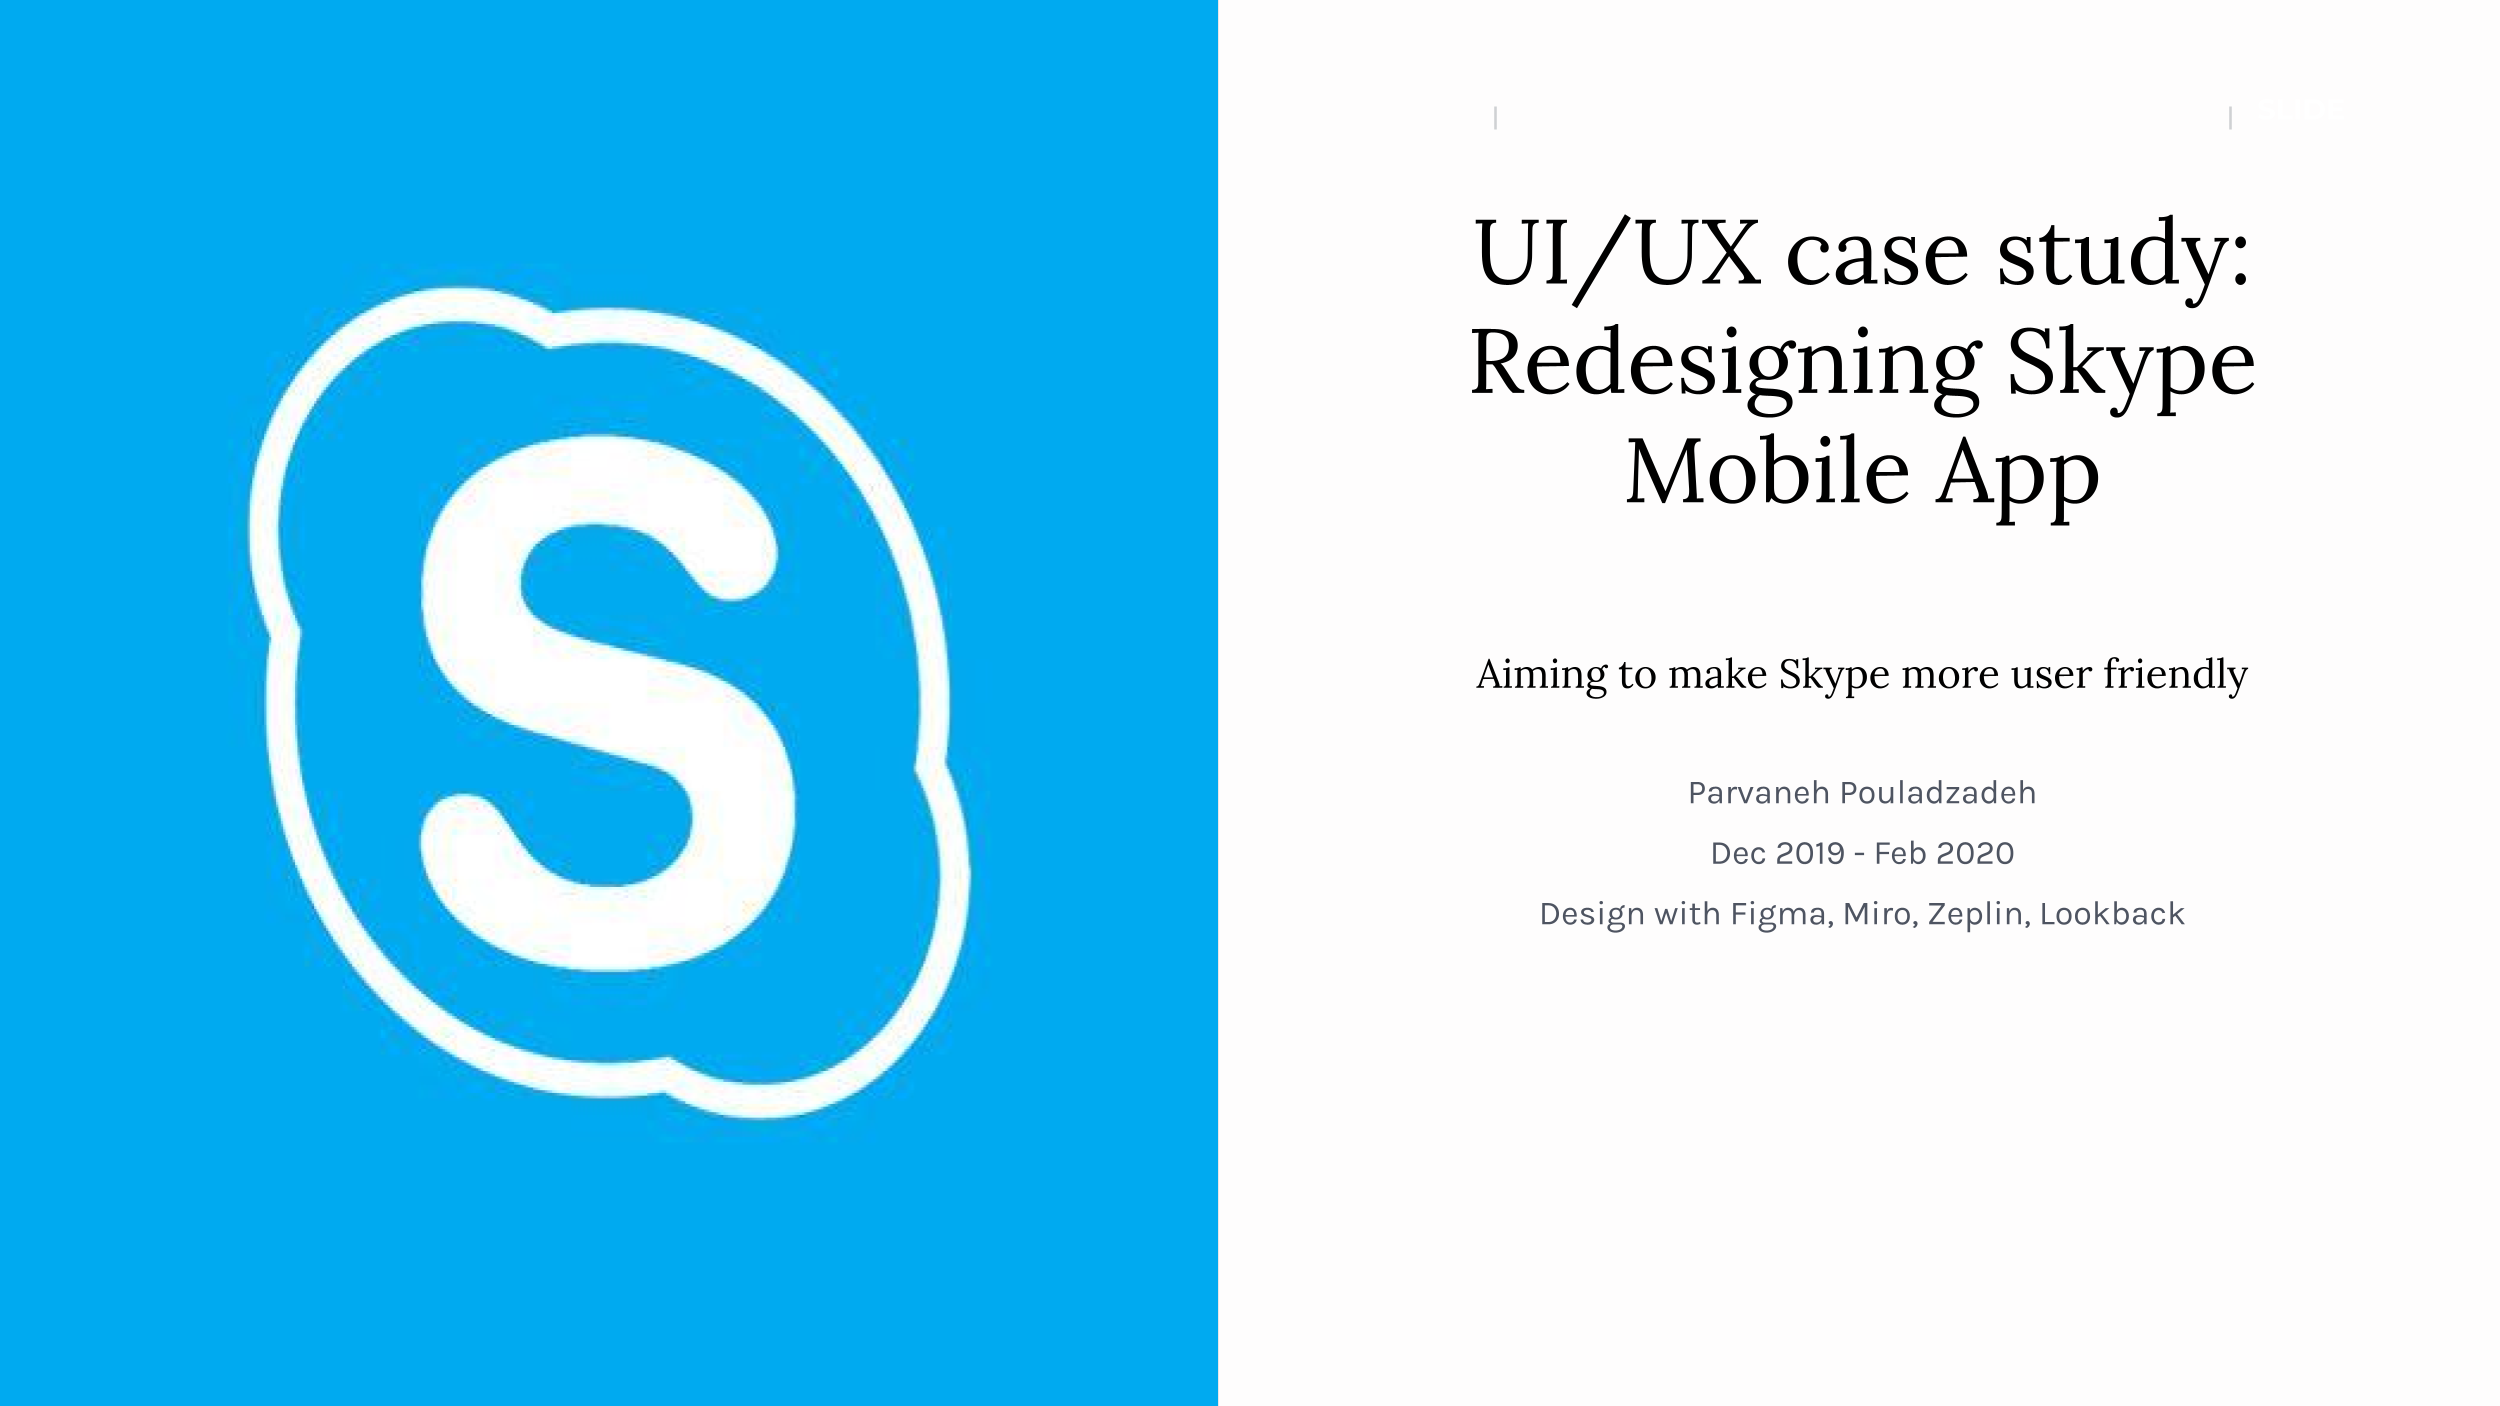 S
UI/UX case study:
Redesigning Skype
Mobile App
Aiming to make Skype more user friendly
Parvaneh Pouladzadeh
Dec 2019 - Feb 2020
Design with Figma, Miro, Zeplin, Lookback